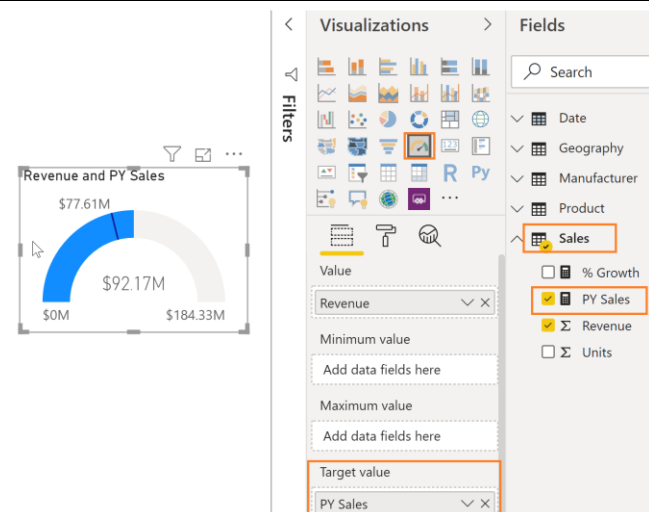 Visualizations
Fields
Search
Filters
Revenue and PY Sales
$77.61M
$92.17M
$0M
$184.33M
123
R
Py
...
Value
Revenue
Minimum value
Add data fields here
Maximum value
Add data fields here
Target value
PY Sales
Date
Geography
Manufacturer
Product
Sales
% Growth
PY Sales
Σ Revenue
Σ Units